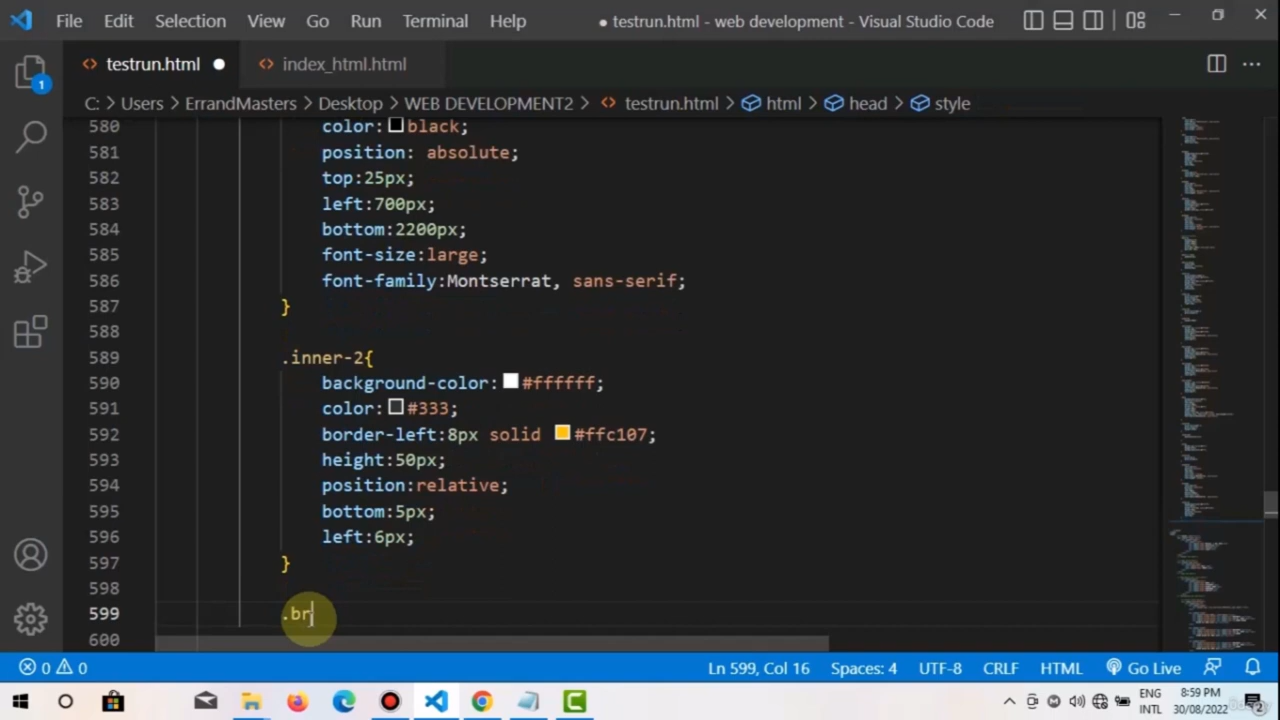 File Edit Selection View Go Run Terminal Help ● testrun.html - web development - Visual Studio Code
testrun.html index_html.html
C: > Users > ErrandMasters > Desktop > WEB DEVELOPMENT2 > testrun.html > html > head > style
1
580 color: black;
581 position: absolute;
582 top:25px;
583 left:700px;
584 bottom:2200px;
585 font-size:large;
586 font-family:Montserrat, sans-serif;
587 }
588
589 .inner-2{
590 background-color: #ffffff;
591 color: #333;
592 border-left:8px solid #ffc107;
593 height:50px;
594 position:relative;
595 bottom:5px;
596 left:6px;
597 }
598
599 .br
600
0 0 Ln 599, Col 16 Spaces: 4 UTF-8 CRLF HTML Go Live
ENG 8:59 PM
INTL 30/08/2022 2